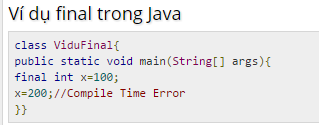 Ví dụ final trong Java
class ViduFinal{
public static void main(String[] args){
final int x=100;
x=200;//Compile Time Error
}}